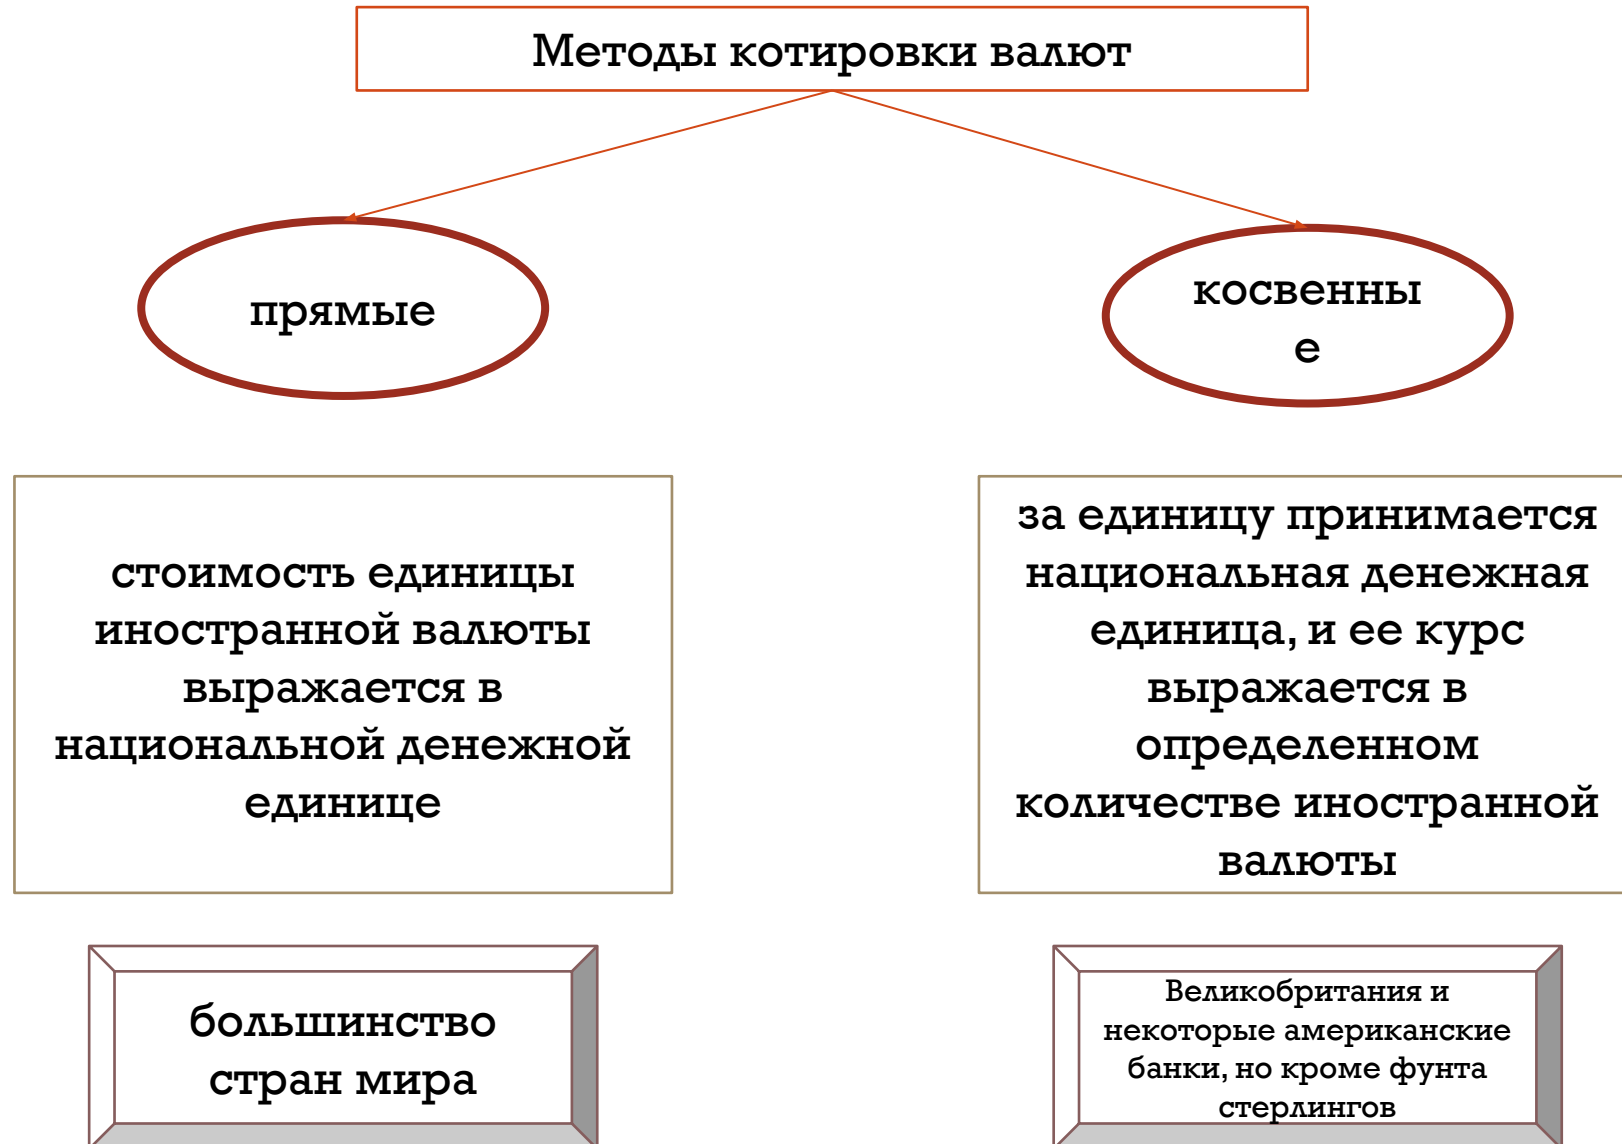 Методы котировки валют
прямые
косвенны
е
стоимость единицы
иностранной валюты
выражается в
национальной денежной
единице
за единицу принимается
национальная денежная
единица, и ее курс
выражается в
определенном
количестве иностранной
валюты
большинство
стран мира
Великобритания и
некоторые американские
банки, но кроме фунта
стерлингов